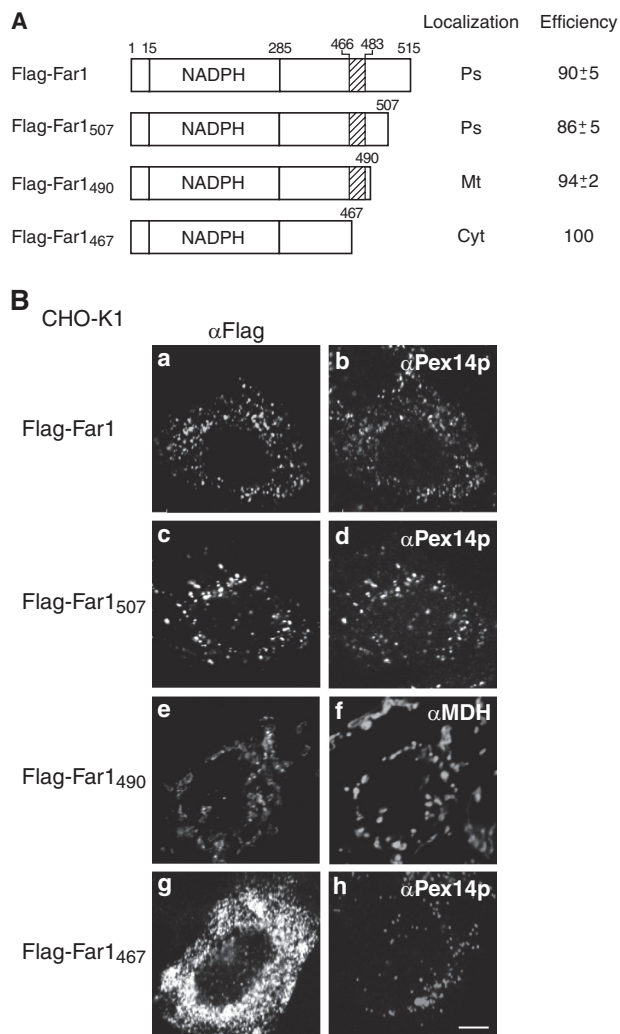 A
Localization Efficiency
1 15 285 466 483 515
Flag-Far1 NADPH Ps 90±5
507
Flag-Far1507 NADPH Ps 86±5
490
Flag-Far1490 NADPH Mt 94±2
467
Flag-Far1467 NADPH Cyt 100
B
CHO-K1
αFlag
Flag-Far1
a
b αPex14p
Flag-Far1507
c
d αPex14p
Flag-Far1490
e
f αMDH
Flag-Far1467
g
h αPex14p